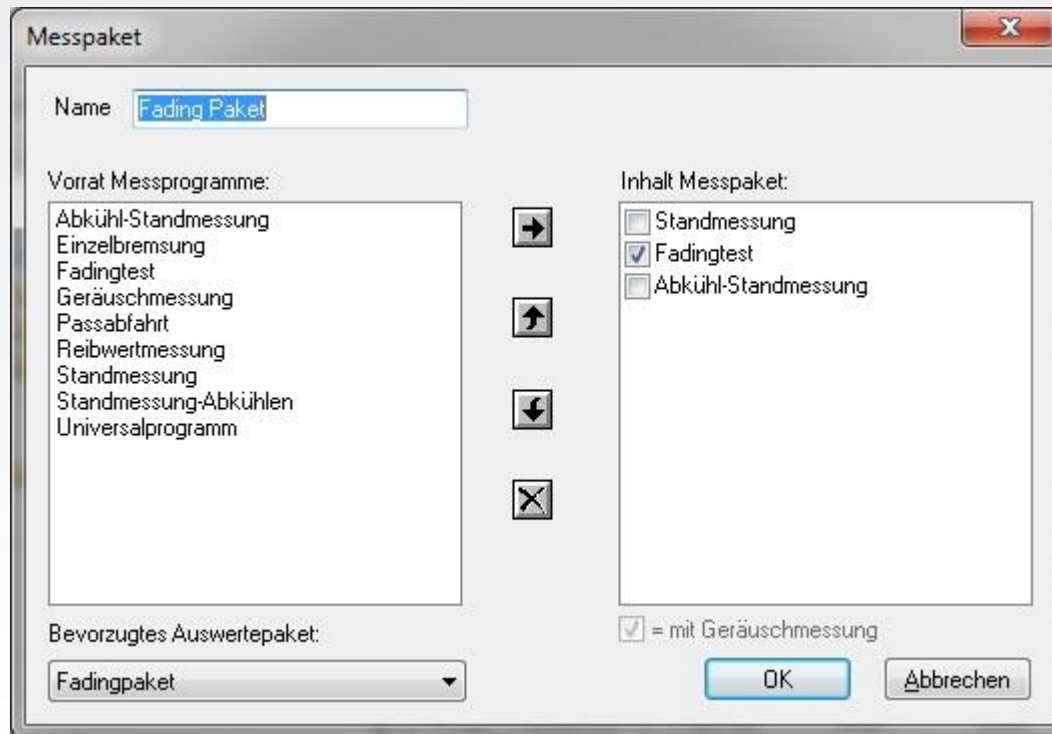 Messpaket
Name Fading Paket
Vorrat Messprogramme:
Abkühl-Standmessung
Einzelbremsung
Fadingtest
Geräuschmessung
Passabfahrt
Reibwertmessung
Standmessung
Standmessung-Abkühlen
Universalprogramm
Bevorzugtes Auswertepaket:
Fadingpaket
Inhalt Messpaket:
Standmessung
Fadingtest
Abkühl-Standmessung
= mit Geräuschmessung
OK
Abbrechen